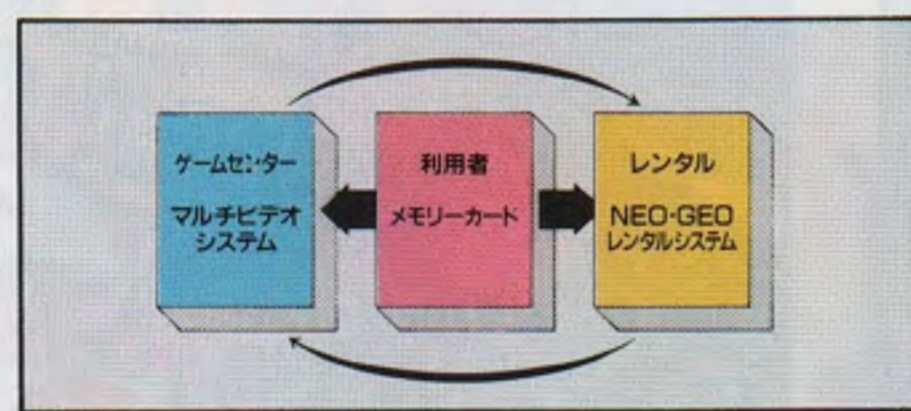 ゲームセンター
マルチビデオ
システム
利用者
メモリーカード
レンタル
NEO・GEO
レンタルシステム